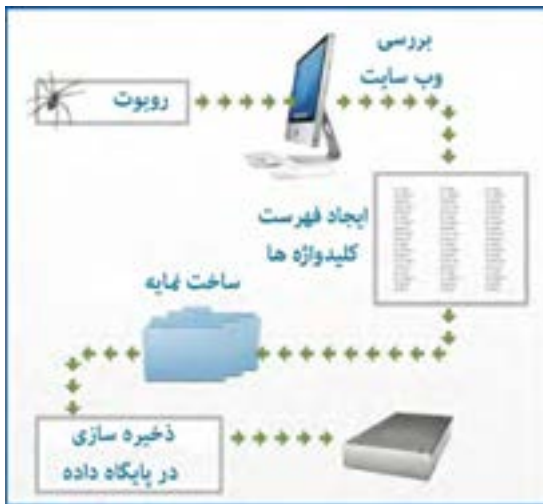 روبوت
بررسی
وب سایت
ایجاد فهرست
کلیدواژه ها
ساخت نمایه
ذخیره سازی
در پایگاه داده